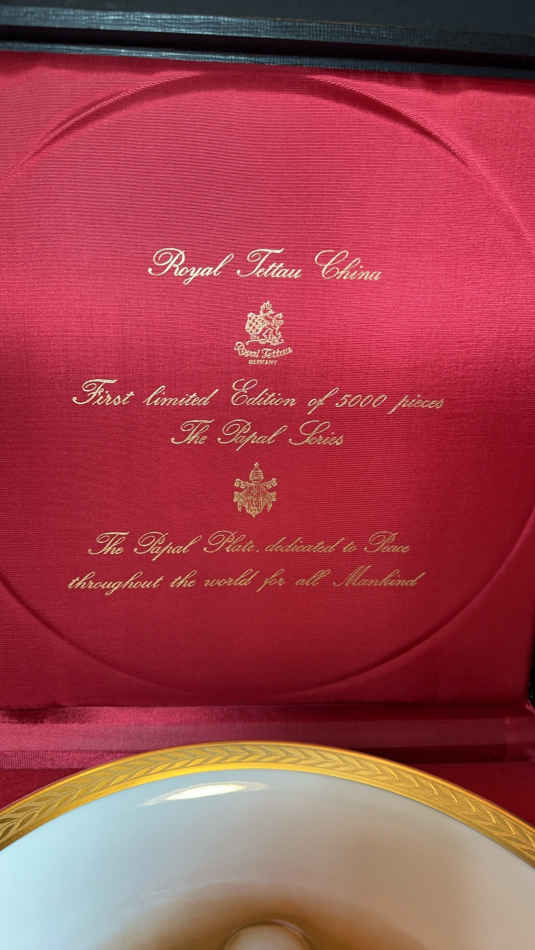 Royal Tettau China
Royal Tettau
GERMANY
First limited Edition of 5000 pieces
The Papal Series
The Papal Plate, dedicated to Peace
throughout the world for all Mankind